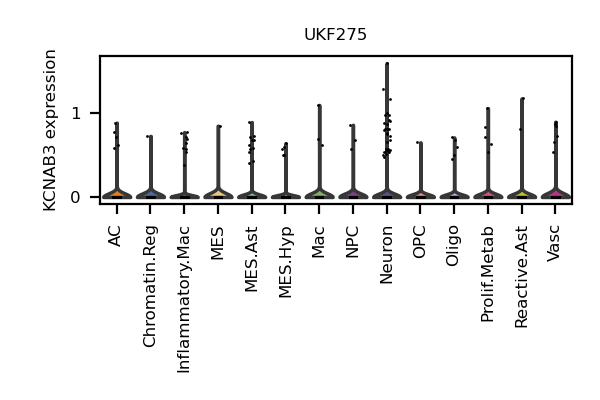 UKF275
KCNAB3 expression
1
0
AC
Chromatin.Reg
Inflammatory.Mac
MES
MES.Ast
MES.Hyp
Mac
NPC
Neuron
OPC
Oligo
Prolif.Metab
Reactive.Ast
Vasc